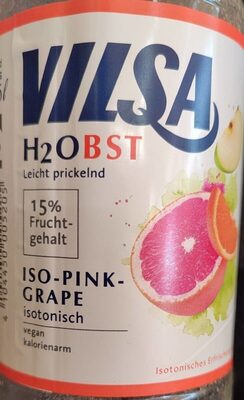 VILSA
H2OBST
Leicht prickelnd
15%
Frucht-
gehalt
ISO-PINK-
GRAPE
isotonisch
vegan
kalorienarm
Isotonisches